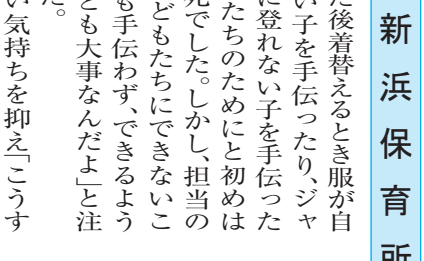 新浜保育所
た後着替えるとき服が自
い子を手伝ったり、ジャ
に登れない子を手伝った
たちのためにと初めは
死でした。しかし、担当の
どもたちにできないこ
も手伝わず、できるよう
とも大事なんだよ」と注
た。
い気持ちを抑え「こうす